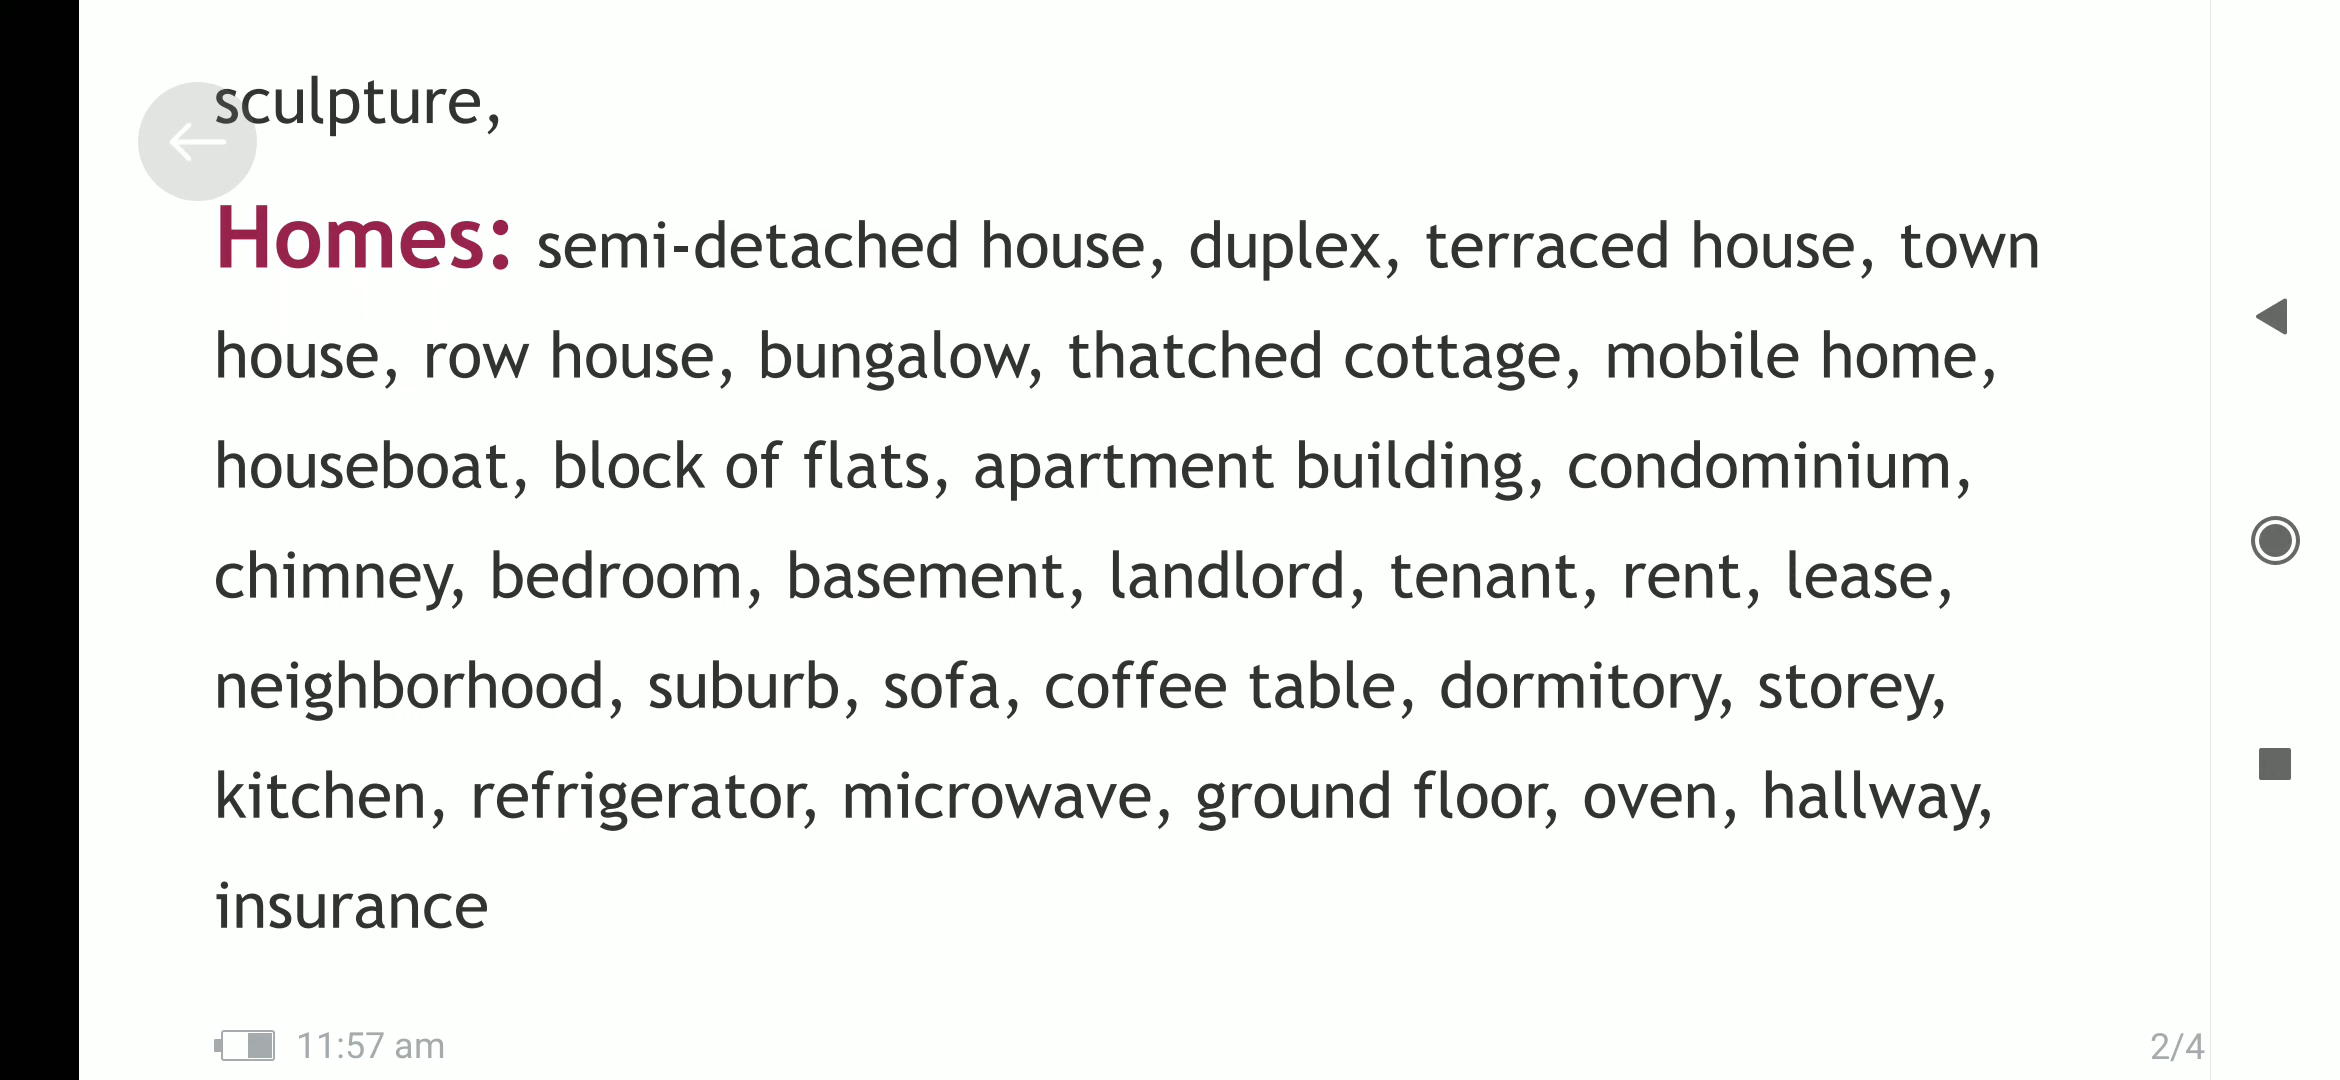 sculpture,
Homes: semi-detached house, duplex, terraced house, town
house, row house, bungalow, thatched cottage, mobile home,
houseboat, block of flats, apartment building, condominium,
chimney, bedroom, basement, landlord, tenant, rent, lease,
neighborhood, suburb, sofa, coffee table, dormitory, storey,
kitchen, refrigerator, microwave, ground floor, oven, hallway,
insurance
11:57 am
2/4